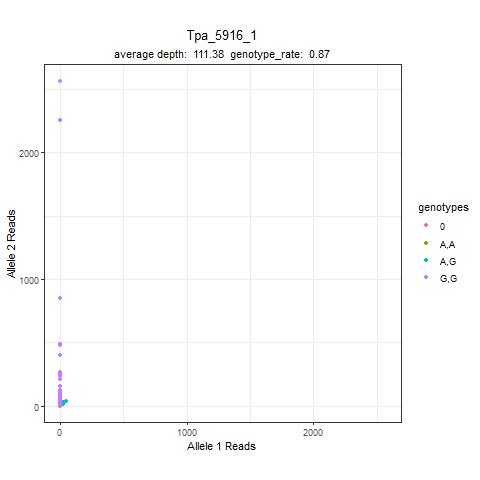 Tpa_5916_1
average depth: 111.38 genotype_rate: 0.87
2000
1000
0
Allele 2 Reads
0 1000 2000
Allele 1 Reads
genotypes
0
A,A
A,G
G,G